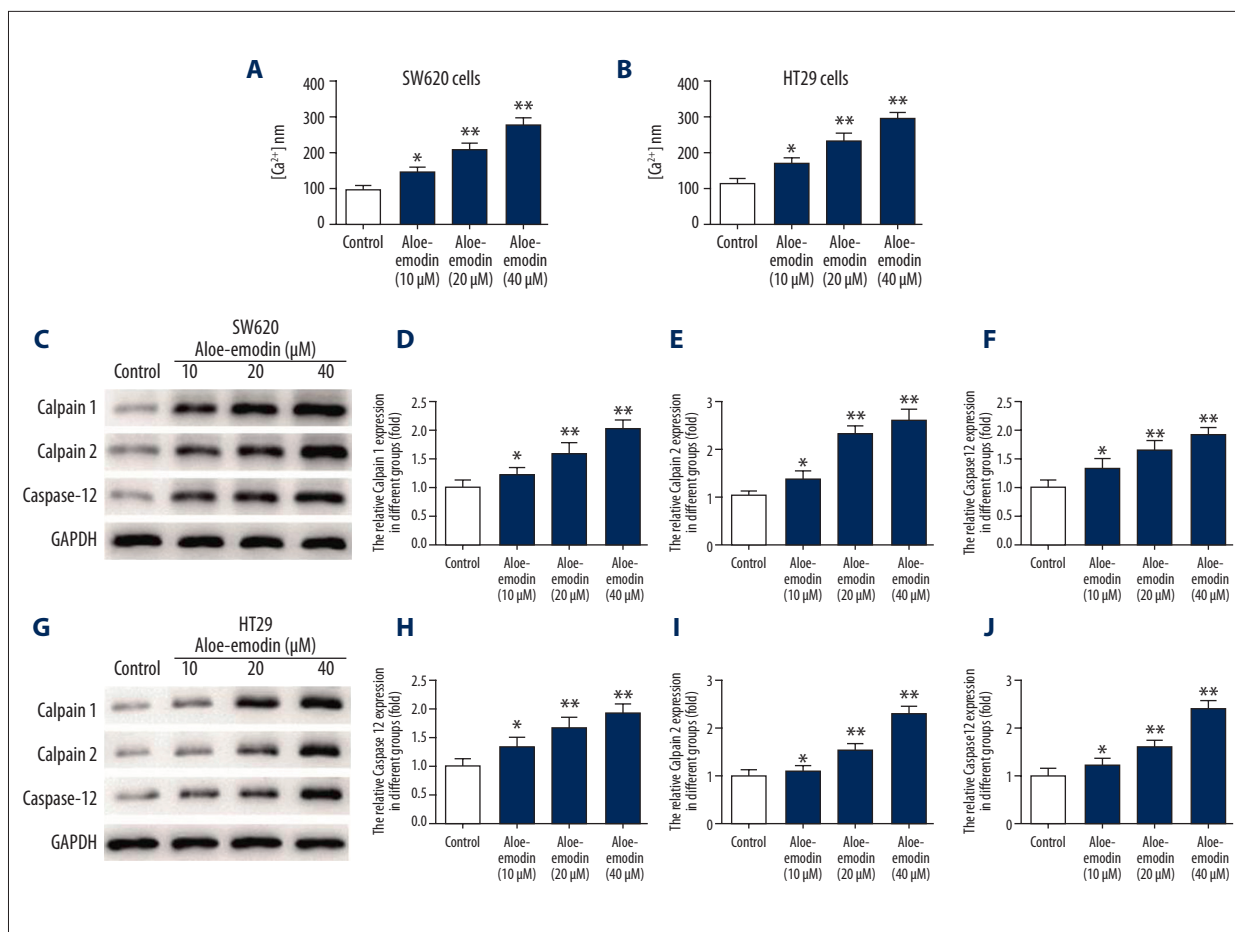 A
SW620 cells
[Ca²⁺] nm
400
300
200
100
0
*
**
**
Control
Aloe-
emodin
(10 µM)
Aloe-
emodin
(20 µM)
Aloe-
emodin
(40 µM)
B
HT29 cells
[Ca²⁺] nm
400
300
200
100
0
*
**
**
Control
Aloe-
emodin
(10 µM)
Aloe-
emodin
(20 µM)
Aloe-
emodin
(40 µM)
C
SW620
Aloe-emodin (µM)
Control 10 20 40
Calpain 1
Calpain 2
Caspase-12
GAPDH
D
The relative Calpain 1 expression
in different groups (fold)
2.5
2.0
1.5
1.0
0.5
0.0
*
**
**
Control
Aloe-
emodin
(10 µM)
Aloe-
emodin
(20 µM)
Aloe-
emodin
(40 µM)
E
The relative Calpain 2 expression
in different groups (fold)
3
2
1
0
*
**
**
Control
Aloe-
emodin
(10 µM)
Aloe-
emodin
(20 µM)
Aloe-
emodin
(40 µM)
F
The relative Caspase 12 expression
in different groups (fold)
2.5
2.0
1.5
1.0
0.5
0.0
*
**
**
Control
Aloe-
emodin
(10 µM)
Aloe-
emodin
(20 µM)
Aloe-
emodin
(40 µM)
G
HT29
Aloe-emodin (µM)
Control 10 20 40
Calpain 1
Calpain 2
Caspase-12
GAPDH
H
The relative Caspase 12 expression
in different groups (fold)
2.5
2.0
1.5
1.0
0.5
0.0
*
**
**
Control
Aloe-
emodin
(10 µM)
Aloe-
emodin
(20 µM)
Aloe-
emodin
(40 µM)
I
The relative Calpain 2 expression
in different groups (fold)
3
2
1
0
*
**
**
Control
Aloe-
emodin
(10 µM)
Aloe-
emodin
(20 µM)
Aloe-
emodin
(40 µM)
J
The relative Caspase 12 expression
in different groups (fold)
3
2
1
0
*
**
**
Control
Aloe-
emodin
(10 µM)
Aloe-
emodin
(20 µM)
Aloe-
emodin
(40 µM)